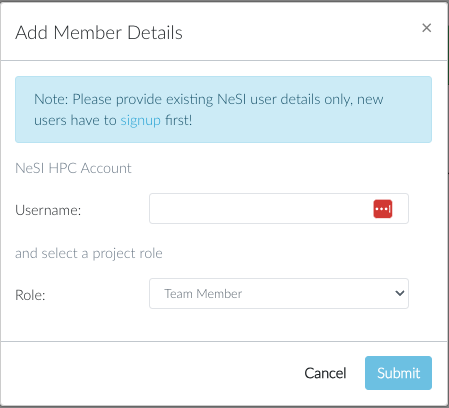 Add Member Details
×
Note: Please provide existing NeSI user details only, new
users have to signup first!
NeSI HPC Account
Username:
and select a project role
Role:
Team Member
Cancel
Submit